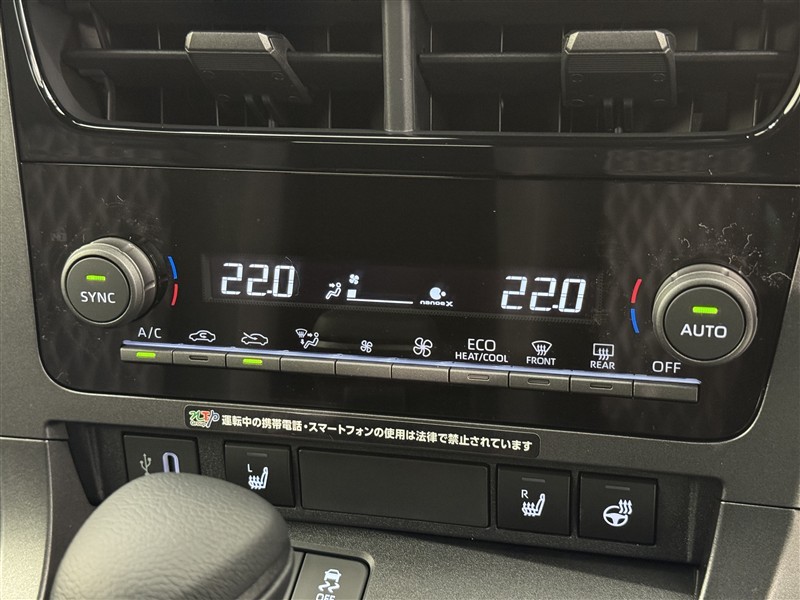 22.0
22.0
nanoe X
SYNC
AUTO
A/C
ECO
HEAT/COOL
FRONT
REAR
OFF
運転中の携帯電話・スマートフォンの使用は法律で禁止されています
L
R
OFF